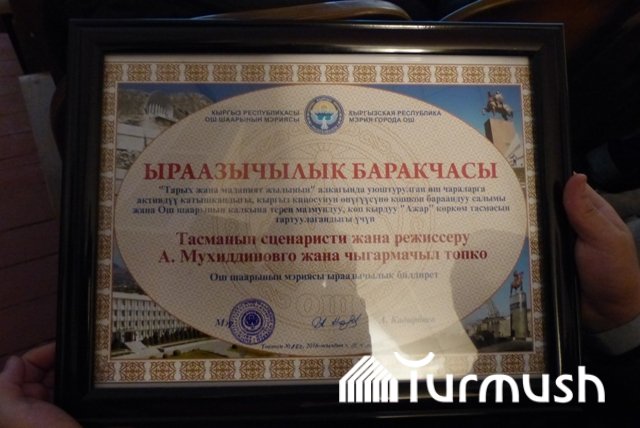 КЫРГЫЗ РЕСПУБЛИКАСЫ
ОШ ШААРЫНЫН МЭРИЯСЫ
КЫРГЫЗСКАЯ РЕСПУБЛИКА
МЭРИЯ ГОРОДА ОШ
ЫРААЗЫЧЫЛЫК БАРАКЧАСЫ
"Тарых жана маданият жылынын" алкагында уюштурулган иш чараларга
активдүү катышкандыгы, кыргыз киносунун өнүгүүсүнө кошкон бараандуу салымы
жана Ош шаарынын калкына терең мазмундуу, көп кырдуу "Ажар" көркөм тасмасын
тартуулагандыгы үчүн
Тасманын сценаристи жана режиссеру
А. Мухиддиновго жана чыгармачыл топко
Ош шаарынын мэриясы ыраазычылык билдирет
А. Кадырбаев
Turmush